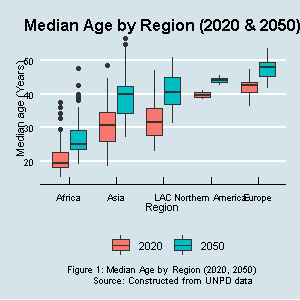 Median Age by Region (2020 & 2050)
Median age (Years)
50
40
30
20
Africa
Asia
LAC
Northern America
Europe
Region
2020
2050
Figure 1: Median Age by Region (2020, 2050)
Source: Constructed from UNPD data